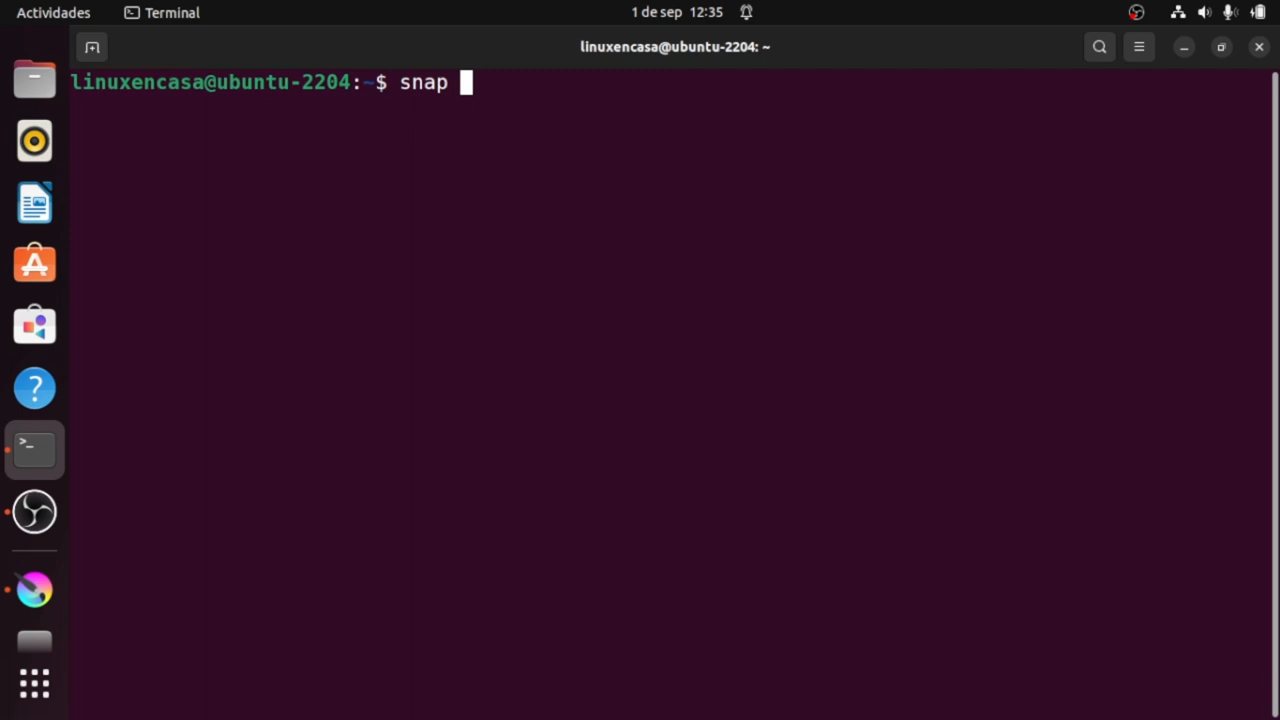 Actividades Terminal 1 de sep 12:35
linuxencasa@ubuntu-2204: ~
linuxencasa@ubuntu-2204:~$ snap